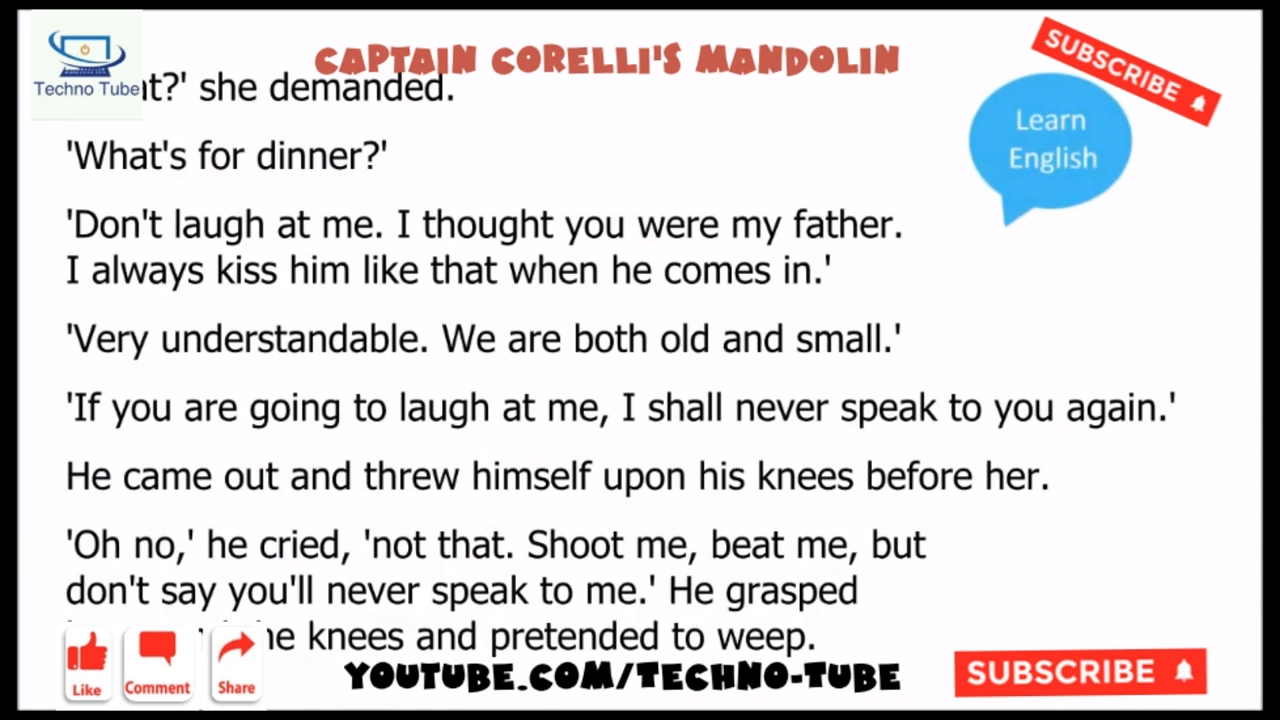 CAPTAIN CORELLI'S MANDOLIN
SUBSCRIBE
Techno Tube
she demanded.
Learn
English
'What's for dinner?'
'Don't laugh at me. I thought you were my father.
I always kiss him like that when he comes in.'
'Very understandable. We are both old and small.'
'If you are going to laugh at me, I shall never speak to you again.'
He came out and threw himself upon his knees before her.
'Oh no,' he cried, 'not that. Shoot me, beat me, but
don't say you'll never speak to me.' He grasped
knees and pretended to weep.
Like
Comment
Share
YOUTUBE.COM/TECHNO-TUBE
SUBSCRIBE